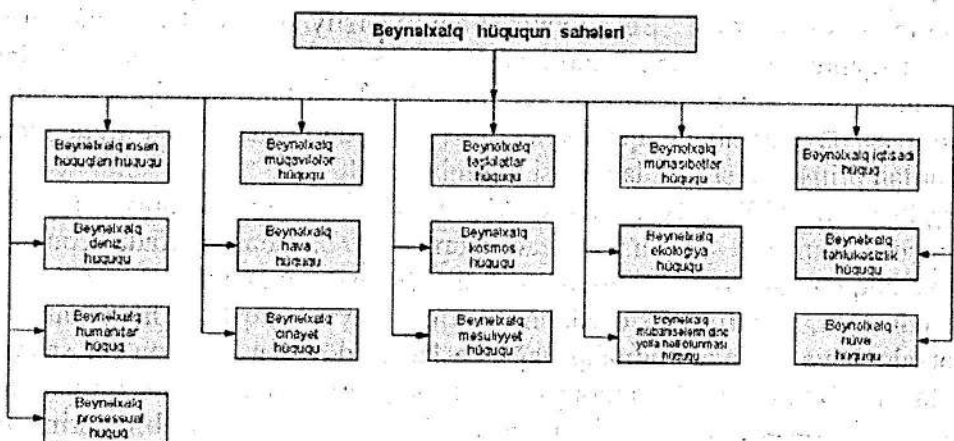 Beynəlxalq hüququn sahələri
Beynəlxalq insan
hüquqları hüququ
Beynəlxalq
müqavilələr
hüququ
Beynəlxalq
təşkilatlar
hüququ
Beynəlxalq
münasibətlər
hüququ
Beynəlxalq iqtisadi
hüquq
Beynəlxalq
dəniz
hüququ
Beynəlxalq
hava
hüququ
Beynəlxalq
kosmos
hüququ
Beynəlxalq
ekologiya
hüququ
Beynəlxalq
təhlükəsizlik
hüququ
Beynəlxalq
humanitar
hüquq
Beynəlxalq
cinayət
hüququ
Beynəlxalq
məsuliyyət
hüququ
Beynəlxalq
mübahisələrin dinc
yolla həll olunması
hüququ
Beynəlxalq
nüvə
hüququ
Beynəlxalq
prosessual
hüquq